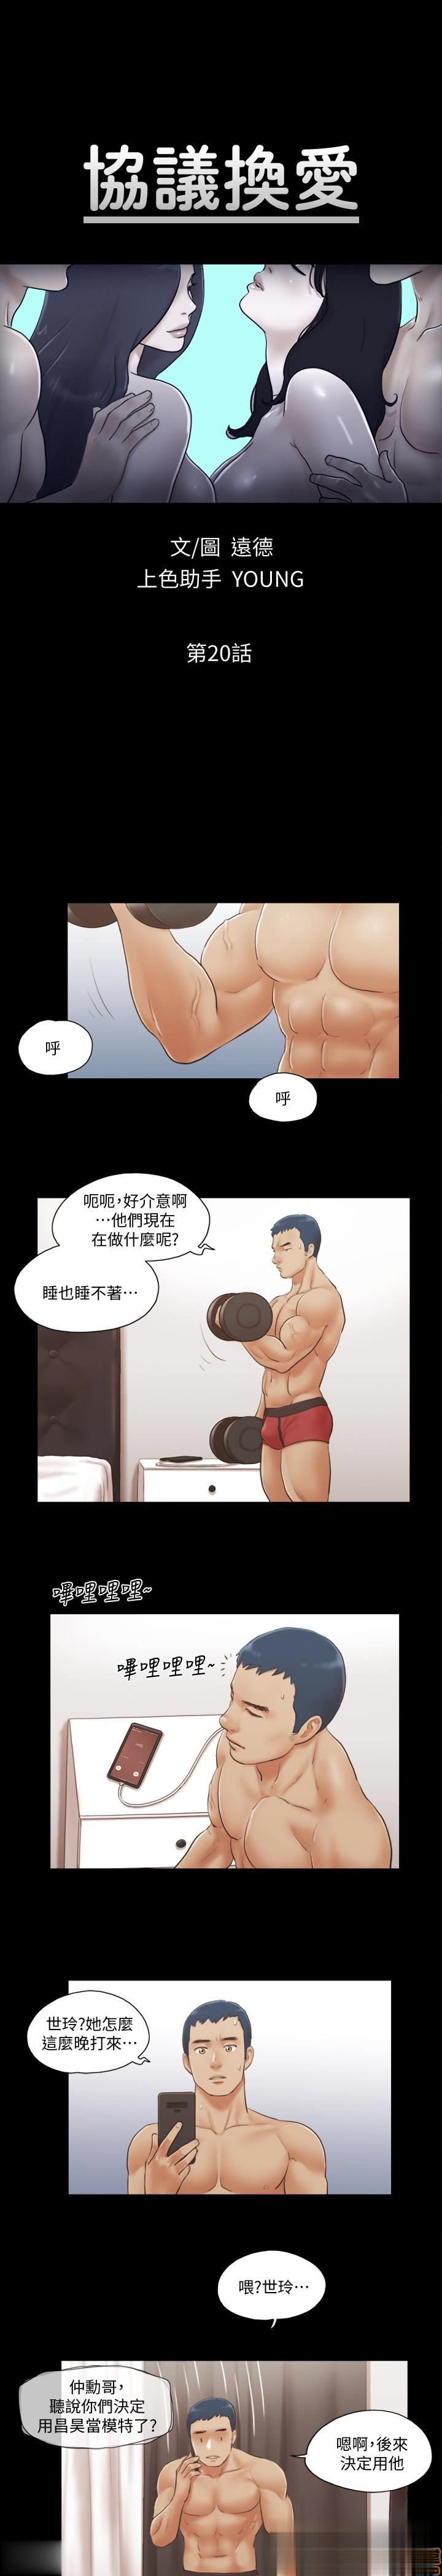 協議換愛
文/圖 遠德
上色助手 YOUNG
第20話
呼
呼
呃呃,好介意啊
…他們現在
在做什麼呢?
睡也睡不著…
嗶哩哩哩~
嗶哩哩哩~
世玲?她怎麼
這麼晚打來…
喂?世玲…
仲勳哥,
聽說你們決定
用昌昊當模特了?
嗯啊,後來
決定用他